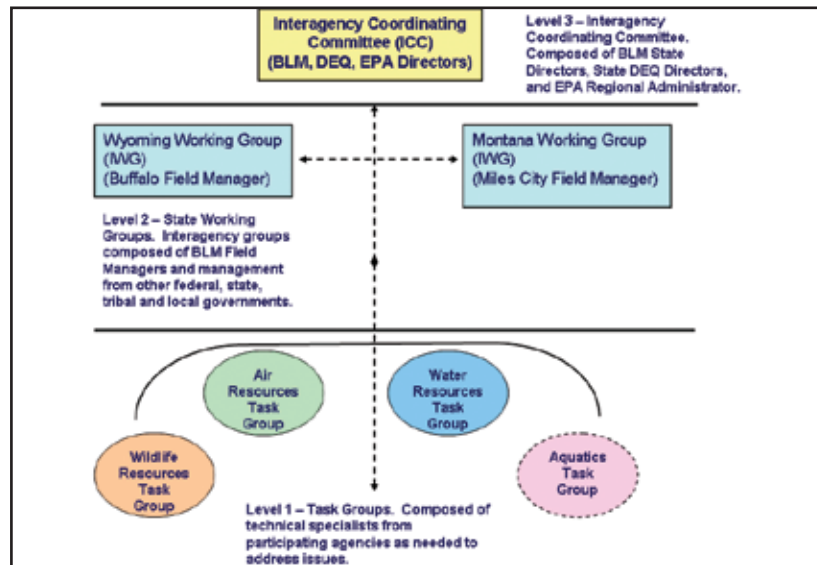 Interagency Coordinating
Committee (ICC)
(BLM, DEQ, EPA Directors)
Level 3 – Interagency
Coordinating Committee.
Composed of BLM State
Directors, State DEQ Directors,
and EPA Regional Administrator.
Wyoming Working Group
(IWG)
(Buffalo Field Manager)
Montana Working Group
(IWG)
(Miles City Field Manager)
Level 2 – State Working
Groups. Interagency groups
composed of BLM Field
Managers and management
from other federal, state,
tribal and local governments.
Air
Resources
Task
Group
Water
Resources
Task
Group
Wildlife
Resources
Task
Group
Aquatics
Task
Group
Level 1 – Task Groups. Composed of
technical specialists from
participating agencies as needed to
address issues.